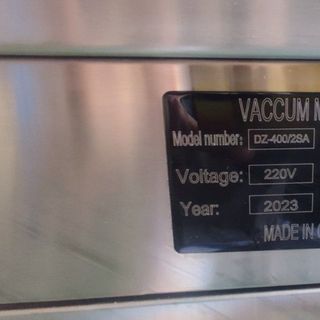 VACCUM M
Model number: DZ-400/2SA
Voltage: 220V
Year: 2023
MADE IN C